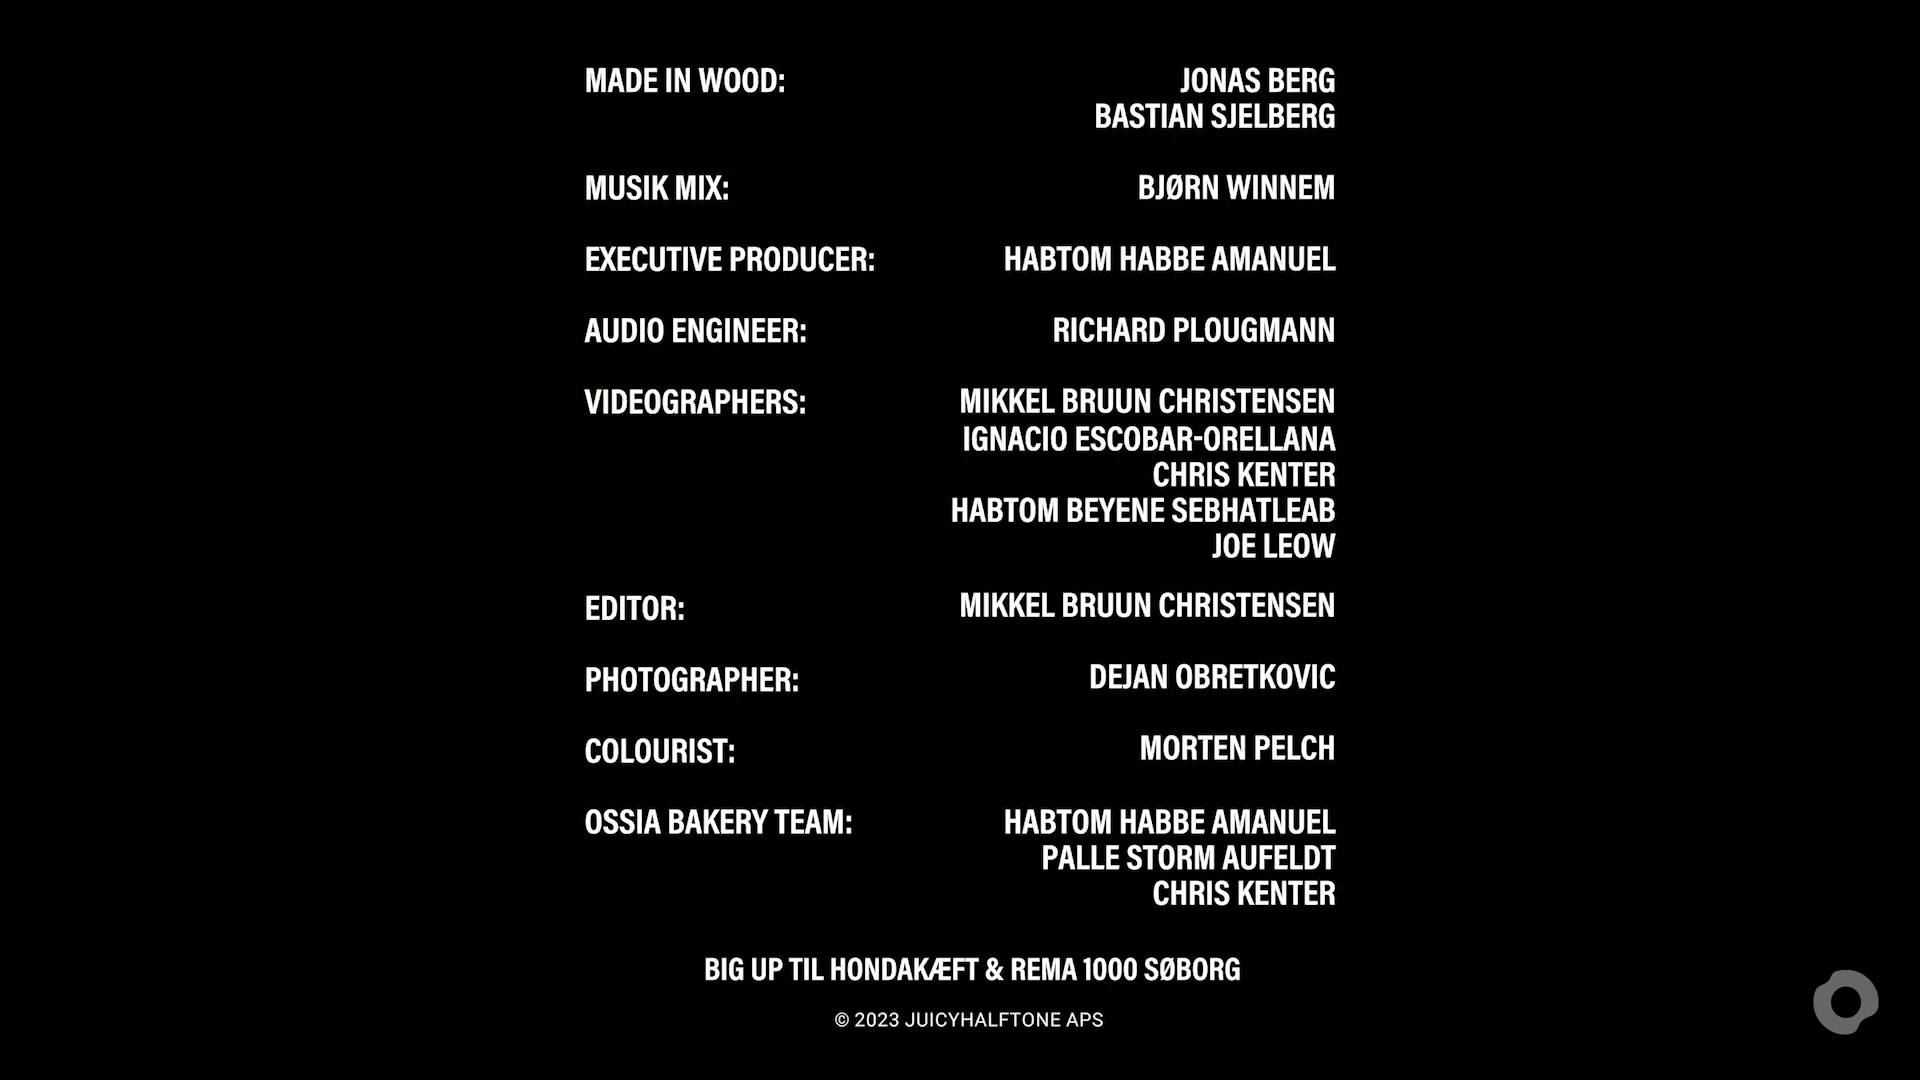 MADE IN WOOD: JONAS BERG
BASTIAN SJELBERG
MUSIK MIX: BJØRN WINNEM
EXECUTIVE PRODUCER: HABTOM HABBE AMANUEL
AUDIO ENGINEER: RICHARD PLOUGMANN
VIDEOGRAPHERS: MIKKEL BRUUN CHRISTENSEN
IGNACIO ESCOBAR-ORELLANA
CHRIS KENTER
HABTOM BEYENE SEBHATLEAB
JOE LEOW
EDITOR: MIKKEL BRUUN CHRISTENSEN
PHOTOGRAPHER: DEJAN OBRETKOVIC
COLOURIST: MORTEN PELCH
OSSIA BAKERY TEAM: HABTOM HABBE AMANUEL
PALLE STORM AUFELDT
CHRIS KENTER
BIG UP TIL HONDAKÆFT & REMA 1000 SØBORG
© 2023 JUICYHALFTONE APS